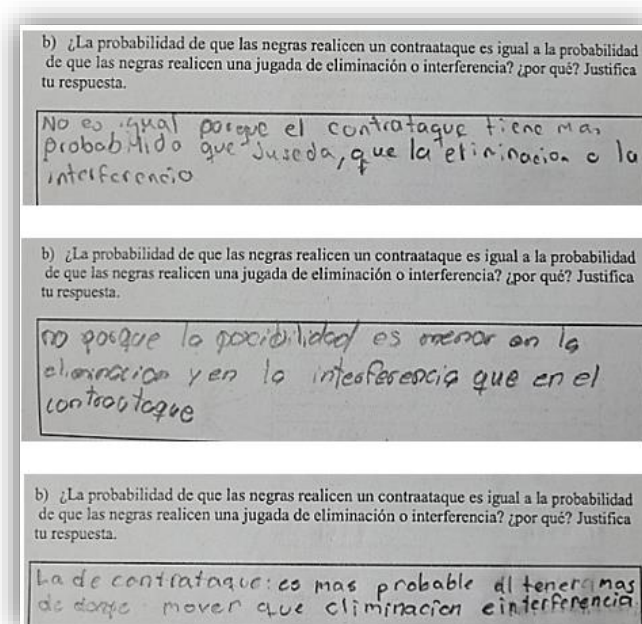 b) ¿La probabilidad de que las negras realicen un contraataque es igual a la probabilidad
de que las negras realicen una jugada de eliminación o interferencia? ¿por qué? Justifica
tu respuesta.
No es igual porque el contrataque tiene mas
probabilida que suseda, que la eliminacion o la
interferencia
b) ¿La probabilidad de que las negras realicen un contraataque es igual a la probabilidad
de que las negras realicen una jugada de eliminación o interferencia? ¿por qué? Justifica
tu respuesta.
no porque la pocibilidad es menor en la
eliminacion y en la interferencia que en el
contraataque
b) ¿La probabilidad de que las negras realicen un contraataque es igual a la probabilidad
de que las negras realicen una jugada de eliminación o interferencia? ¿por qué? Justifica
tu respuesta.
La de contrataque: es mas probable al tener mas
de donde mover que eliminacion e interferencia